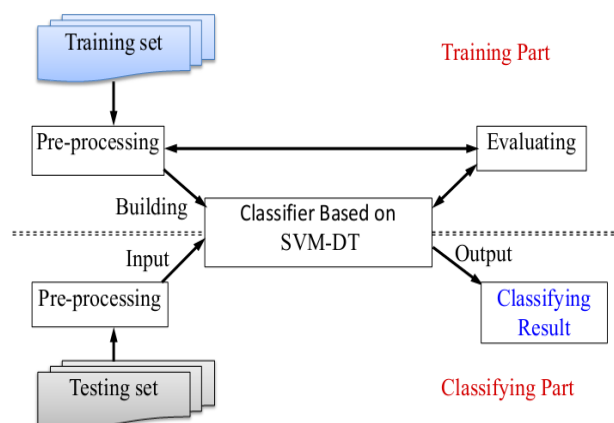 Training set
Training Part
Pre-processing
Evaluating
Building
Classifier Based on
SVM-DT
Input
Output
Pre-processing
Classifying
Result
Testing set
Classifying Part